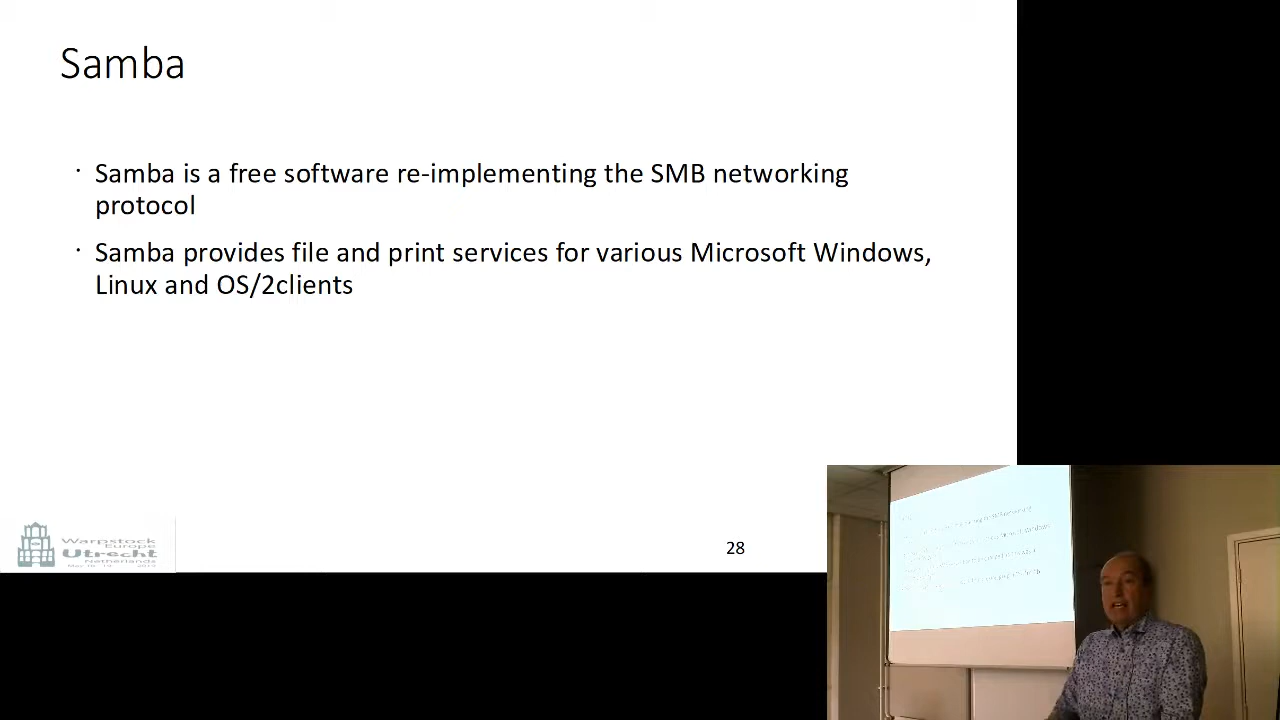 Samba
· Samba is a free software re-implementing the SMB networking
protocol
· Samba provides file and print services for various Microsoft Windows,
Linux and OS/2clients
Warpstock
Europe
Utrecht
Netherlands
28